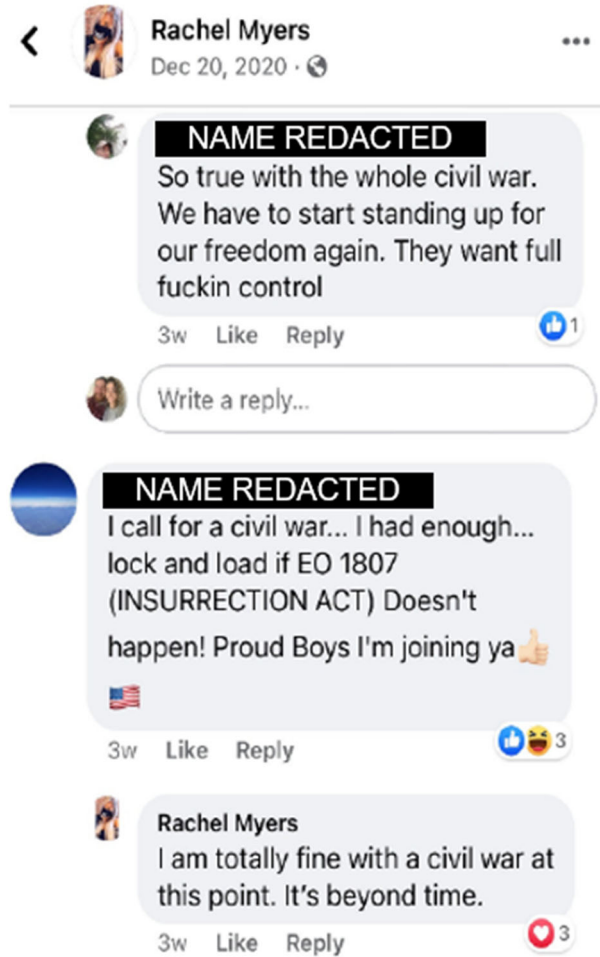 Rachel Myers
Dec 20, 2020 ·
NAME REDACTED
So true with the whole civil war.
We have to start standing up for
our freedom again. They want full
fuckin control
3w Like Reply
1
Write a reply...
NAME REDACTED
I call for a civil war... I had enough...
lock and load if EO 1807
(INSURRECTION ACT) Doesn't
happen! Proud Boys I'm joining ya👍🏻
🇺🇸
3w Like Reply
3
Rachel Myers
I am totally fine with a civil war at
this point. It's beyond time.
3w Like Reply
3